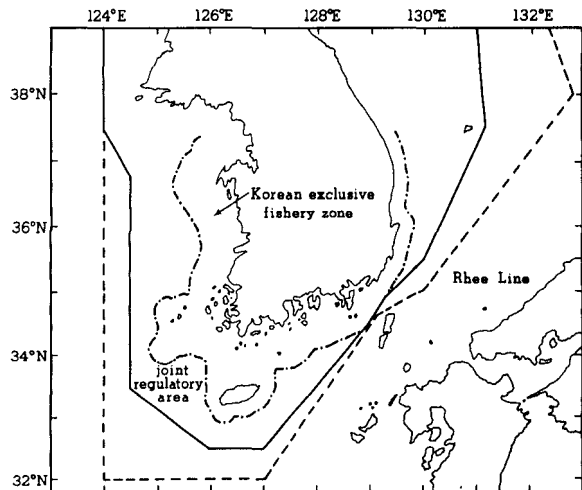 124°E 126°E 128°E 130°E 132°E
38°N
Korean exclusive
fishery zone
36°N
Rhee Line
34°N
joint
regulatory
area
32°N